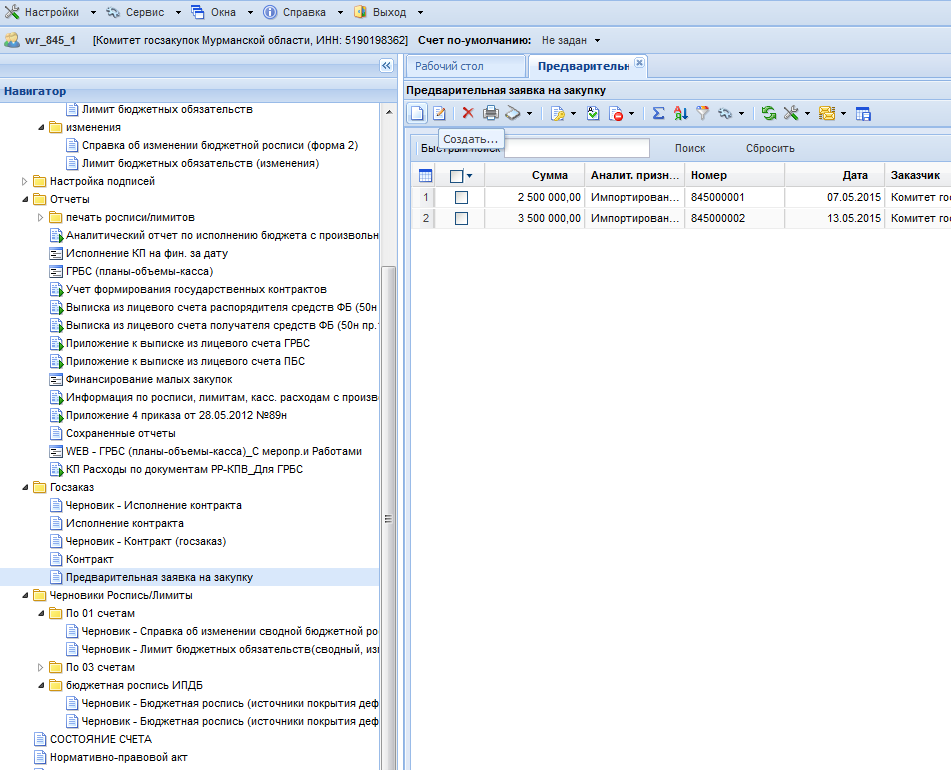 Настройки Сервис Окна Справка Выход
wr_845_1 [Комитет госзакупок Мурманской области, ИНН: 5190198362] Счет по-умолчанию: Не задан
Навигатор
Лимит бюджетных обязательств
изменения
Справка об изменении бюджетной росписи (форма 2)
Лимит бюджетных обязательств (изменения)
Настройка подписей
Отчеты
печать росписи/лимитов
Аналитический отчет по исполнению бюджета с произвольн
Исполнение КП на фин. за дату
ГРБС (планы-объемы-касса)
Учет формирования государственных контрактов
Выписка из лицевого счета распорядителя средств ФБ (50н
Выписка из лицевого счета получателя средств ФБ (50н пр.
Приложение к выписке из лицевого счета ГРБС
Приложение к выписке из лицевого счета ПБС
Финансирование малых закупок
Информация по росписи, лимитам, касс. расходам с произв
Приложение 4 приказа от 28.05.2012 №89н
Сохраненные отчеты
WEB - ГРБС (планы-объемы-касса)_С меропр.и Работами
КП Расходы по документам РР-КПВ_Для ГРБС
Госзаказ
Черновик - Исполнение контракта
Исполнение контракта
Черновик - Контракт (госзаказ)
Контракт
Предварительная заявка на закупку
Черновики Роспись/Лимиты
По 01 счетам
Черновик - Справка об изменении сводной бюджетной ро
Черновик - Лимит бюджетных обязательств(сводный, из
По 03 счетам
бюджетная роспись ИПДБ
Черновик - Бюджетная роспись (источники покрытия деф
Черновик - Бюджетная роспись (источники покрытия деф
СОСТОЯНИЕ СЧЕТА
Нормативно-правовой акт
Рабочий стол Предварительн
Предварительная заявка на закупку
Создать...
Быстрый поиск Поиск Сбросить
Сумма Аналит. призн... Номер Дата Заказчик
1 2 500 000,00 Импортирован... 845000001 07.05.2015 Комитет гос
2 3 500 000,00 Импортирован... 845000002 13.05.2015 Комитет гос